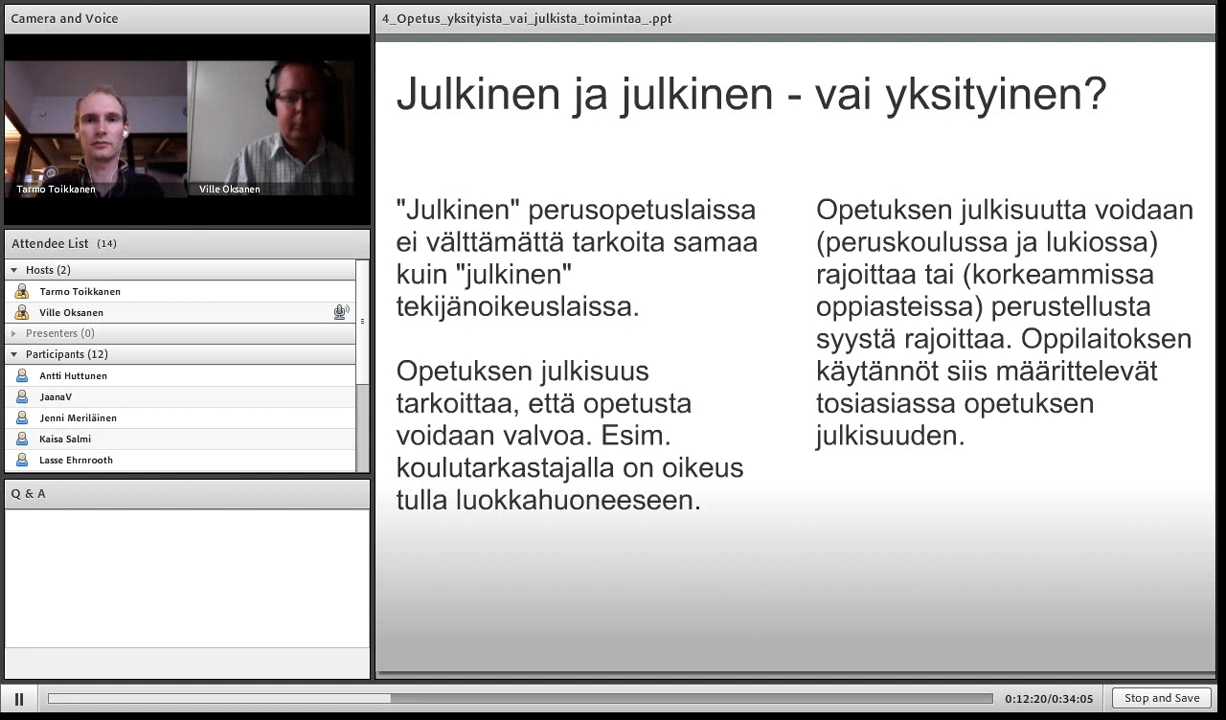 Camera and Voice
Tarmo Toikkanen
Ville Oksanen
Attendee List (14)
Hosts (2)
Tarmo Toikkanen
Ville Oksanen
Presenters (0)
Participants (12)
Antti Huttunen
JaanaV
Jenni Meriläinen
Kaisa Salmi
Lasse Ehrnrooth
Q & A
4_Opetus_yksityista_vai_julkista_toimintaa_.ppt
Julkinen ja julkinen - vai yksityinen?
"Julkinen" perusopetuslaissa
ei välttämättä tarkoita samaa
kuin "julkinen"
tekijänoikeuslaissa.
Opetuksen julkisuus
tarkoittaa, että opetusta
voidaan valvoa. Esim.
koulutarkastajalla on oikeus
tulla luokkahuoneeseen.
Opetuksen julkisuutta voidaan
(peruskoulussa ja lukiossa)
rajoittaa tai (korkeammissa
oppiasteissa) perustellusta
syystä rajoittaa. Oppilaitoksen
käytännöt siis määrittelevät
tosiasiassa opetuksen
julkisuuden.
0:12:20/0:34:05
Stop and Save